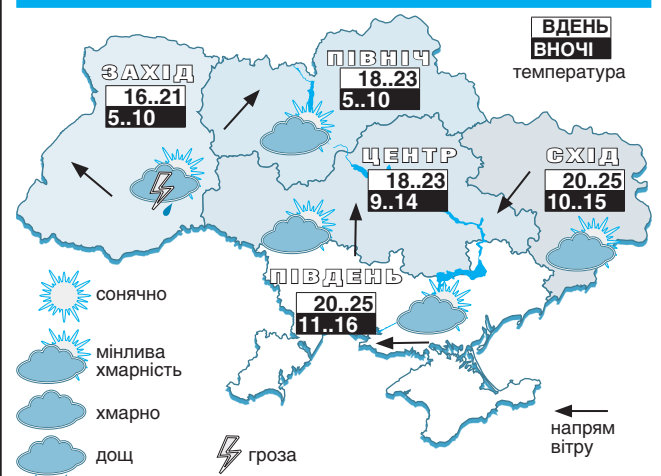 ВДЕНЬ
ВНОЧІ
температура
ПІВНІЧ
18..23
5..10
ЗАХІД
16..21
5..10
ЦЕНТР
18..23
9..14
СХІД
20..25
10..15
ПІВДЕНЬ
20..25
11..16
сонячно
мінлива
хмарність
хмарно
дощ
гроза
напрям
вітру